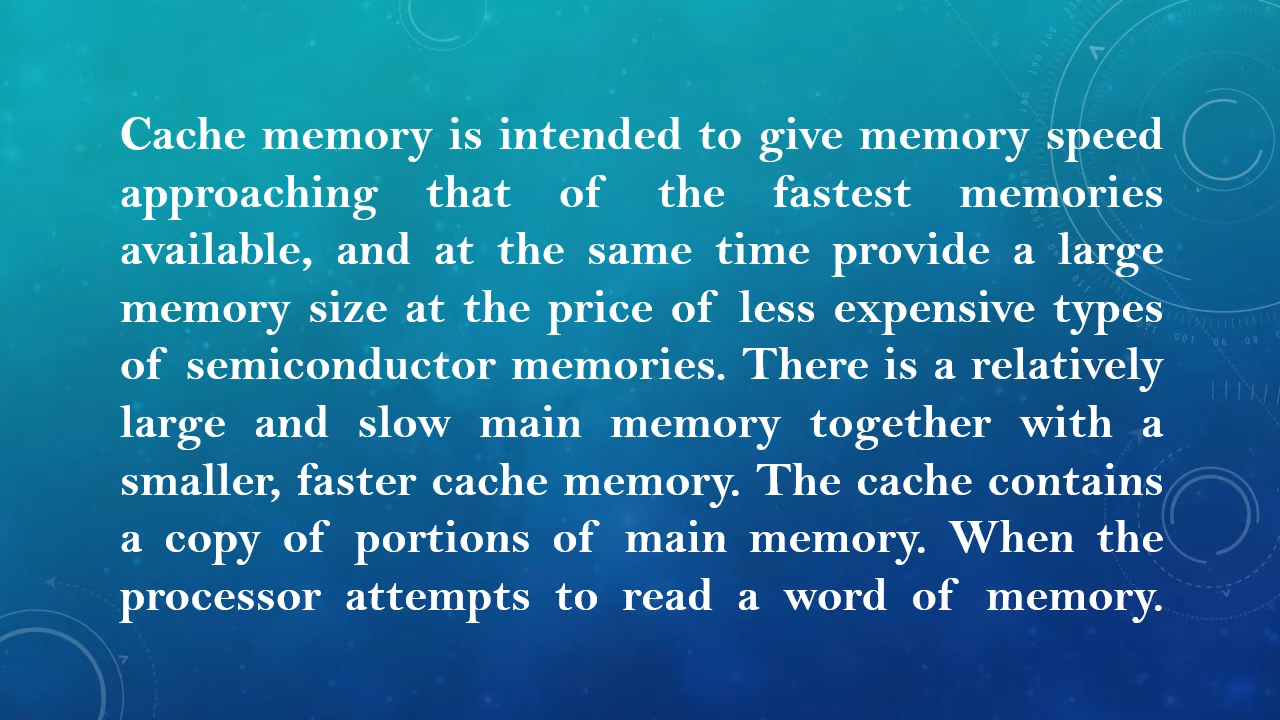 Cache memory is intended to give memory speed
approaching that of the fastest memories
available, and at the same time provide a large
memory size at the price of less expensive types
of semiconductor memories. There is a relatively
large and slow main memory together with a
smaller, faster cache memory. The cache contains
a copy of portions of main memory. When the
processor attempts to read a word of memory.